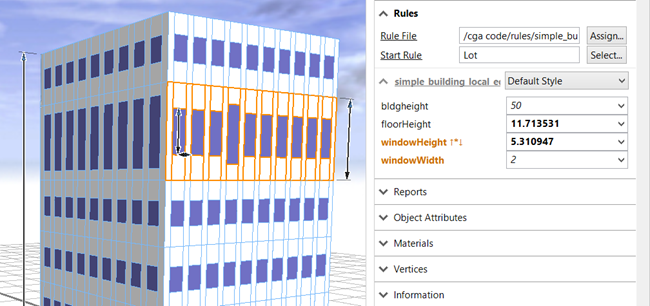 Rules
Rule File /cga code/rules/simple_bu Assign...
Start Rule Lot Select...
simple_building_local_e Default Style
bldgheight 50
floorHeight 11.713531
windowHeight ↑*↓ 5.310947
windowWidth 2
Reports
Object Attributes
Materials
Vertices
Information